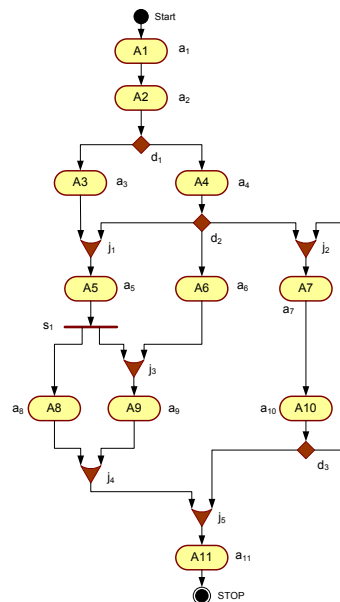 Start
A1 a1
A2 a2
d1
A3 a3 A4 a4
d2
j1 j2
A5 a5 A6 a6 A7
a7
s1
j3
a8 A8 A9 a9 a10 A10
j4 d3
j5
A11 a11
STOP